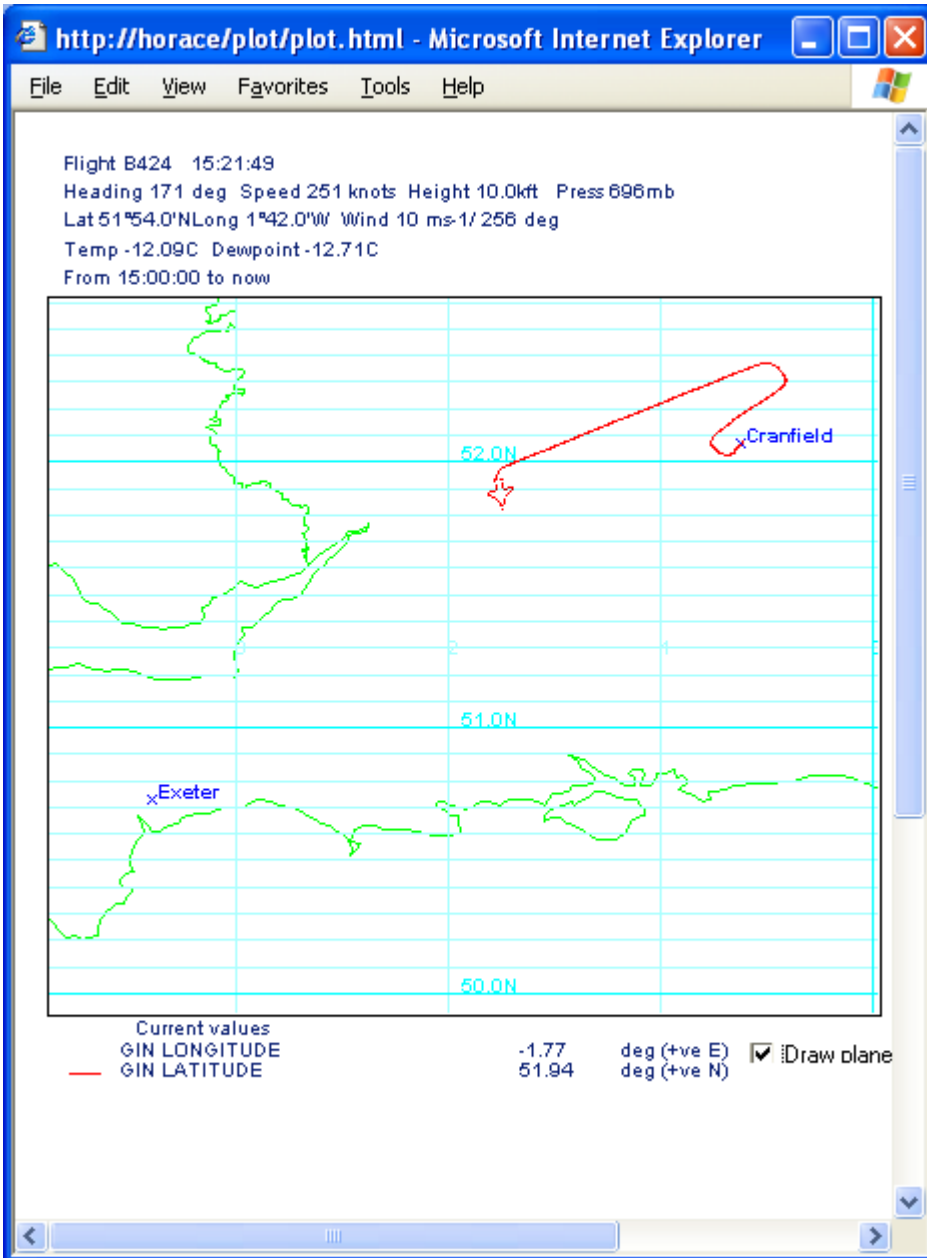 http://horace/plot/plot.html - Microsoft Internet Explorer
File Edit View Favorites Tools Help
Flight B424 15:21:49
Heading 171 deg Speed 251 knots Height 10.0kft Press 696mb
Lat 51°54.0'NLong 1°42.0'W Wind 10 ms-1/ 256 deg
Temp -12.09C Dewpoint -12.71C
From 15:00:00 to now
Cranfield
52.0N
0 2 4
51.0N
Exeter
50.0N
Current values
GIN LONGITUDE -1.77 deg (+ve E)
GIN LATITUDE 51.94 deg (+ve N)
Draw plane